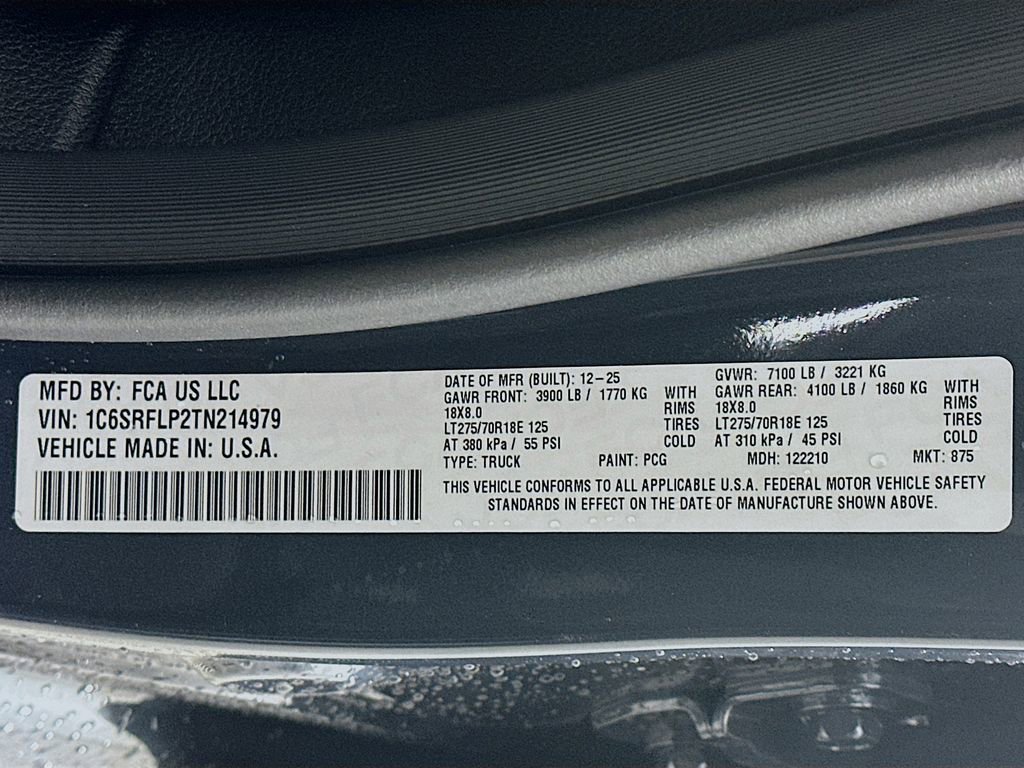 MFD BY: FCA US LLC
VIN: 1C6SRFLP2TN214979
VEHICLE MADE IN: U.S.A.
DATE OF MFR (BUILT): 12-25
GAWR FRONT: 3900 LB / 1770 KG WITH
18X8.0 RIMS
LT275/70R18E 125 TIRES
AT 380 kPa / 55 PSI COLD
GVWR: 7100 LB / 3221 KG
GAWR REAR: 4100 LB / 1860 KG WITH
18X8.0 RIMS
LT275/70R18E 125 TIRES
AT 310 kPa / 45 PSI COLD
TYPE: TRUCK PAINT: PCG MDH: 122210 MKT: 875
THIS VEHICLE CONFORMS TO ALL APPLICABLE U.S.A. FEDERAL MOTOR VEHICLE SAFETY
STANDARDS IN EFFECT ON THE DATE OF MANUFACTURE SHOWN ABOVE.